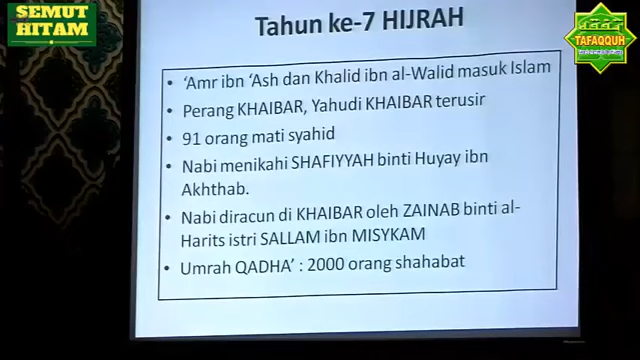 SEMUT
HITAM
TAFAQQUH
Tahun ke-7 HIJRAH
• 'Amr ibn 'Ash dan Khalid ibn al-Walid masuk Islam
• Perang KHAIBAR, Yahudi KHAIBAR terusir
• 91 orang mati syahid
• Nabi menikahi SHAFIYYAH binti Huyay ibn
Akhthab.
• Nabi diracun di KHAIBAR oleh ZAINAB binti al-
Harits istri SALLAM ibn MISYKAM
• Umrah QADHA' : 2000 orang shahabat